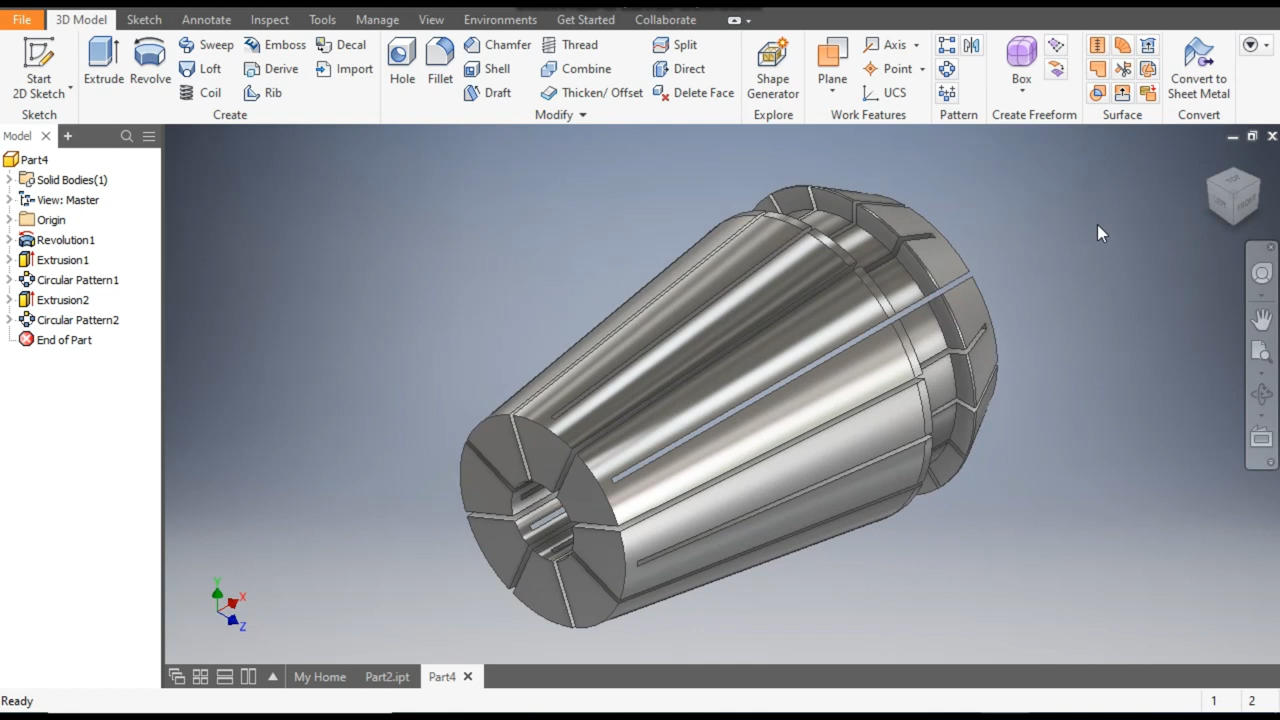 File 3D Model Sketch Annotate Inspect Tools Manage View Environments Get Started Collaborate
Start
2D Sketch
Sketch
Extrude
Revolve
Sweep
Loft
Coil
Emboss
Derive
Rib
Decal
Import
Create
Hole
Fillet
Chamfer
Shell
Draft
Thread
Combine
Thicken/ Offset
Split
Direct
Delete Face
Modify
Shape
Generator
Explore
Plane
Axis
Point
UCS
Work Features
Pattern
Box
Create Freeform
Surface
Convert to
Sheet Metal
Convert
Model
Part4
Solid Bodies(1)
View: Master
Origin
Revolution1
Extrusion1
Circular Pattern1
Extrusion2
Circular Pattern2
End of Part
TOP
FRONT
Y
X
Z
My Home Part2.ipt Part4
Ready
1 2